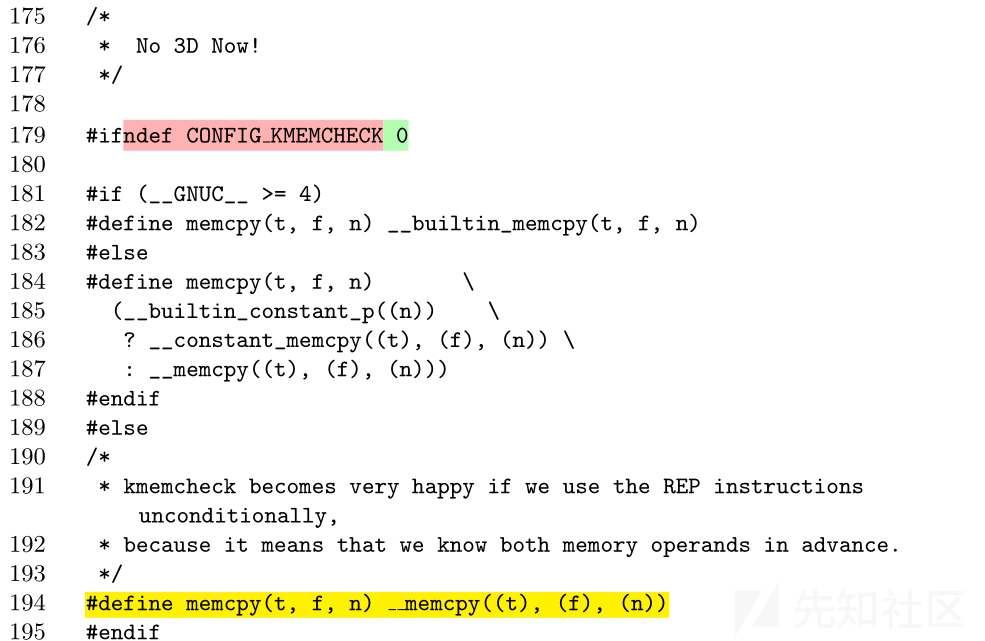 175 /*
176  *  No 3D Now!
177  */
178
179 #ifndef CONFIG_KMEMCHECK 0
180
181 #if (__GNUC__ >= 4)
182 #define memcpy(t, f, n) __builtin_memcpy(t, f, n)
183 #else
184 #define memcpy(t, f, n)       \
185   (__builtin_constant_p((n))    \
186    ? __constant_memcpy((t), (f), (n)) \
187    : __memcpy((t), (f), (n)))
188 #endif
189 #else
190 /*
191  * kmemcheck becomes very happy if we use the REP instructions
unconditionally,
192  * because it means that we know both memory operands in advance.
193  */
194 #define memcpy(t, f, n) __memcpy((t), (f), (n))
195 #endif
先知社区